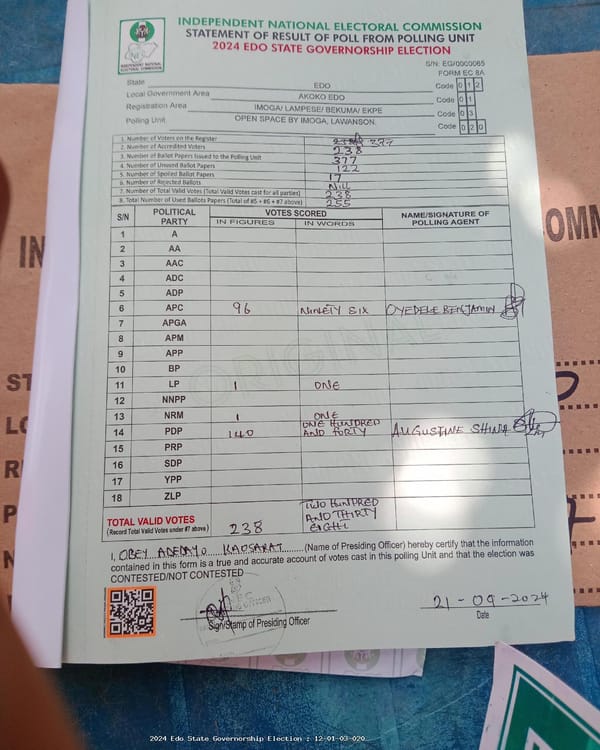 INDEPENDENT NATIONAL ELECTORAL COMMISSION
STATEMENT OF RESULT OF POLL FROM POLLING UNIT
2024 EDO STATE GOVERNORSHIP ELECTION
INDEPENDENT NATIONAL ELECTORAL COMMISSION
S/N: EG/0000065
FORM EC 8A
State EDO Code 0 1 2
Local Government Area AKOKO EDO Code 0 1
Registration Area IMOGA/ LAMPESE/ BEKUMA/ EKPE Code 0 3
Polling Unit OPEN SPACE BY IMOGA, LAWANSON. Code 0 2 0
1. Number of Voters on the Register 377
2. Number of Accredited Voters 238
3. Number of Ballot Papers Issued to the Polling Unit 377
4. Number of Unused Ballot Papers 122
5. Number of Spoiled Ballot Papers 17
6. Number of Rejected Ballots Nill
7. Number of Total Valid Votes (Total Valid Votes cast for all parties) 238
8. Total Number of Used Ballots Papers (Total of #5 + #6 + #7 above) 255
S/N POLITICAL PARTY VOTES SCORED NAME/SIGNATURE OF POLLING AGENT
IN FIGURES IN WORDS
1 A
2 AA
3 AAC
4 ADC
5 ADP
6 APC 96 NINETY SIX OYEDELE BENJAMIN
7 APGA
8 APM
9 APP
10 BP
11 LP 1 ONE
12 NNPP
13 NRM 1 ONE
14 PDP 140 ONE HUNDRED AND FORTY AUGUSTINE
15 PRP
16 SDP
17 YPP
18 ZLP
ORIGINAL
TOTAL VALID VOTES
(Record Total Valid Votes under #7 above) 238 TWO HUNDRED AND THIRTY EIGHT
I, OBEY ADEBAYO KAOSARAT (Name of Presiding Officer) hereby certify that the information
contained in this form is a true and accurate account of votes cast in this polling Unit and that the election was
CONTESTED/NOT CONTESTED
21-09-2024
Sign/Stamp of Presiding Officer Date
2024 Edo State Governorship Election : 12-01-03-020